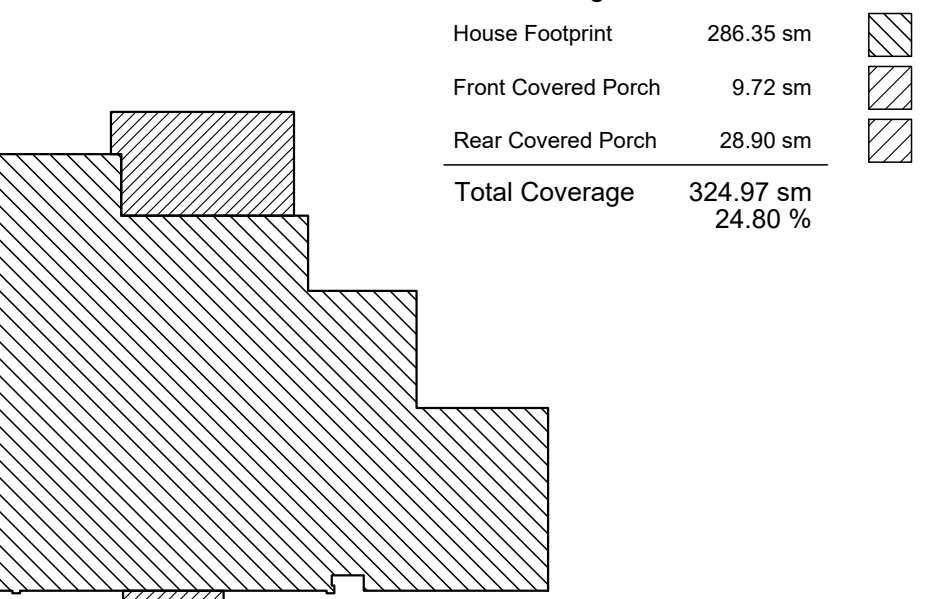 House Footprint 286.35 sm
Front Covered Porch 9.72 sm
Rear Covered Porch 28.90 sm
Total Coverage 324.97 sm
24.80 %